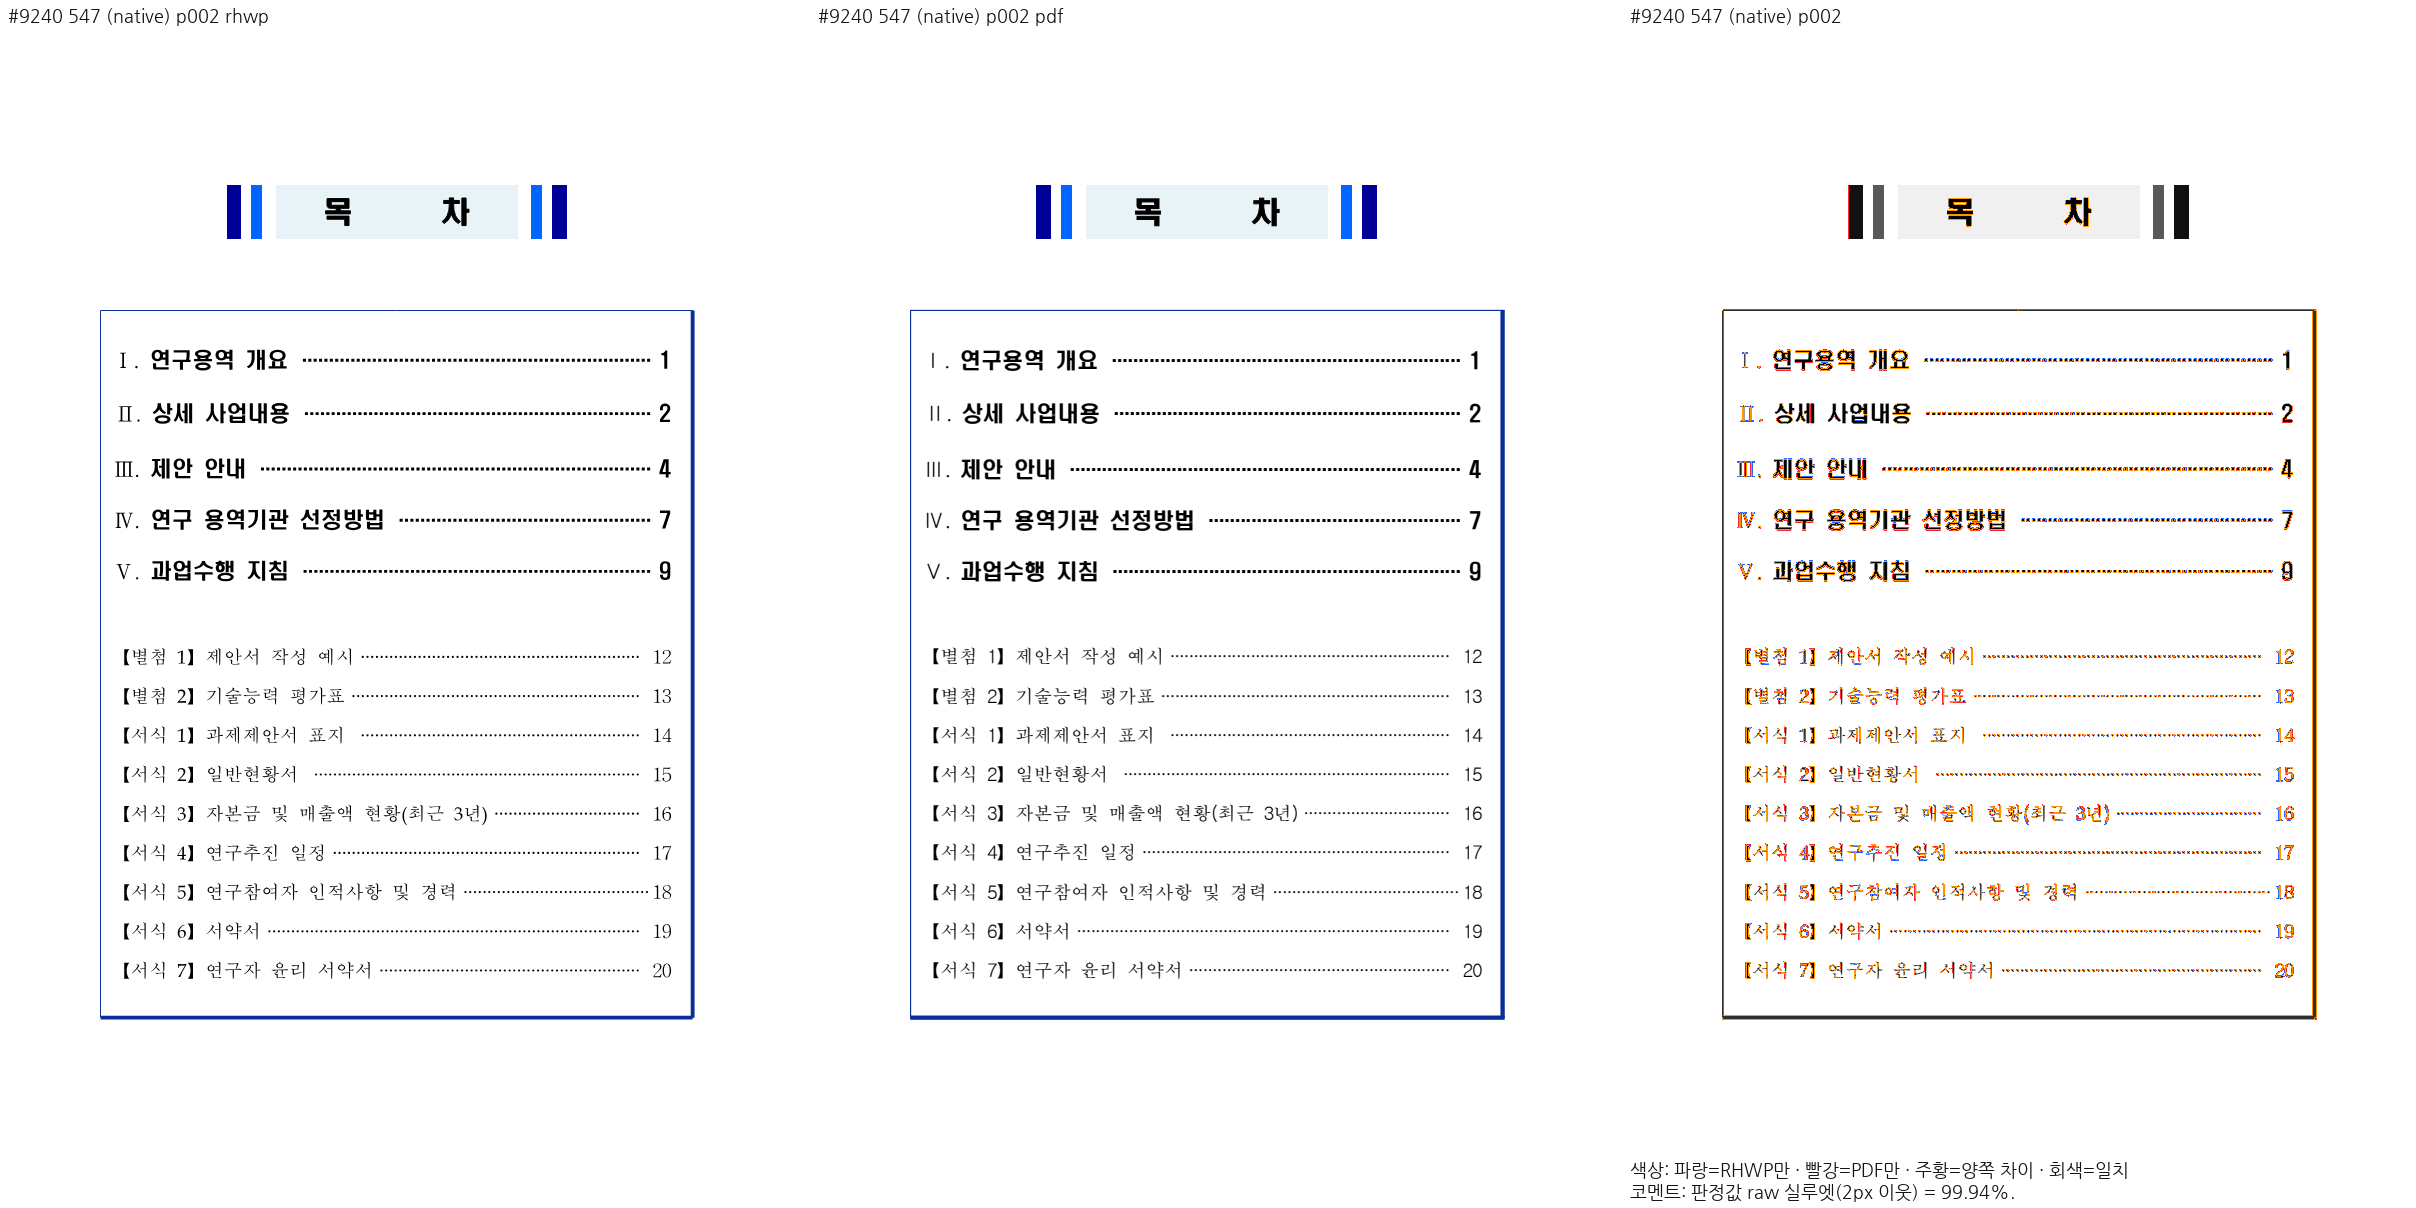 #9240 547 (native) p002 rhwp
목 차
Ⅰ. 연구용역 개요 ········ 1
Ⅱ. 상세 사업내용 ········ 2
Ⅲ. 제안 안내 ········ 4
Ⅳ. 연구 용역기관 선정방법 ········ 7
Ⅴ. 과업수행 지침 ········ 9
【별첨 1】 제안서 작성 예시 ········ 12
【별첨 2】 기술능력 평가표 ········ 13
【서식 1】 과제제안서 표지 ········ 14
【서식 2】 일반현황서 ········ 15
【서식 3】 자본금 및 매출액 현황(최근 3년) ········ 16
【서식 4】 연구추진 일정 ········ 17
【서식 5】 연구참여자 인적사항 및 경력 ········ 18
【서식 6】 서약서 ········ 19
【서식 7】 연구자 윤리 서약서 ········ 20
#9240 547 (native) p002 pdf
목 차
Ⅰ. 연구용역 개요 ········ 1
Ⅱ. 상세 사업내용 ········ 2
Ⅲ. 제안 안내 ········ 4
Ⅳ. 연구 용역기관 선정방법 ········ 7
Ⅴ. 과업수행 지침 ········ 9
【별첨 1】 제안서 작성 예시 ········ 12
【별첨 2】 기술능력 평가표 ········ 13
【서식 1】 과제제안서 표지 ········ 14
【서식 2】 일반현황서 ········ 15
【서식 3】 자본금 및 매출액 현황(최근 3년) ········ 16
【서식 4】 연구추진 일정 ········ 17
【서식 5】 연구참여자 인적사항 및 경력 ········ 18
【서식 6】 서약서 ········ 19
【서식 7】 연구자 윤리 서약서 ········ 20
#9240 547 (native) p002
목 차
Ⅰ. 연구용역 개요 ········ 1
Ⅱ. 상세 사업내용 ········ 2
Ⅲ. 제안 안내 ········ 4
Ⅳ. 연구 용역기관 선정방법 ········ 7
Ⅴ. 과업수행 지침 ········ 9
【별첨 1】 제안서 작성 예시 ········ 12
【별첨 2】 기술능력 평가표 ········ 13
【서식 1】 과제제안서 표지 ········ 14
【서식 2】 일반현황서 ········ 15
【서식 3】 자본금 및 매출액 현황(최근 3년) ········ 16
【서식 4】 연구추진 일정 ········ 17
【서식 5】 연구참여자 인적사항 및 경력 ········ 18
【서식 6】 서약서 ········ 19
【서식 7】 연구자 윤리 서약서 ········ 20
색상: 파랑=RHWP만 · 빨강=PDF만 · 주황=양쪽 차이 · 회색=일치
코멘트: 판정값 raw 실루엣(2px 이웃) = 99.94%.